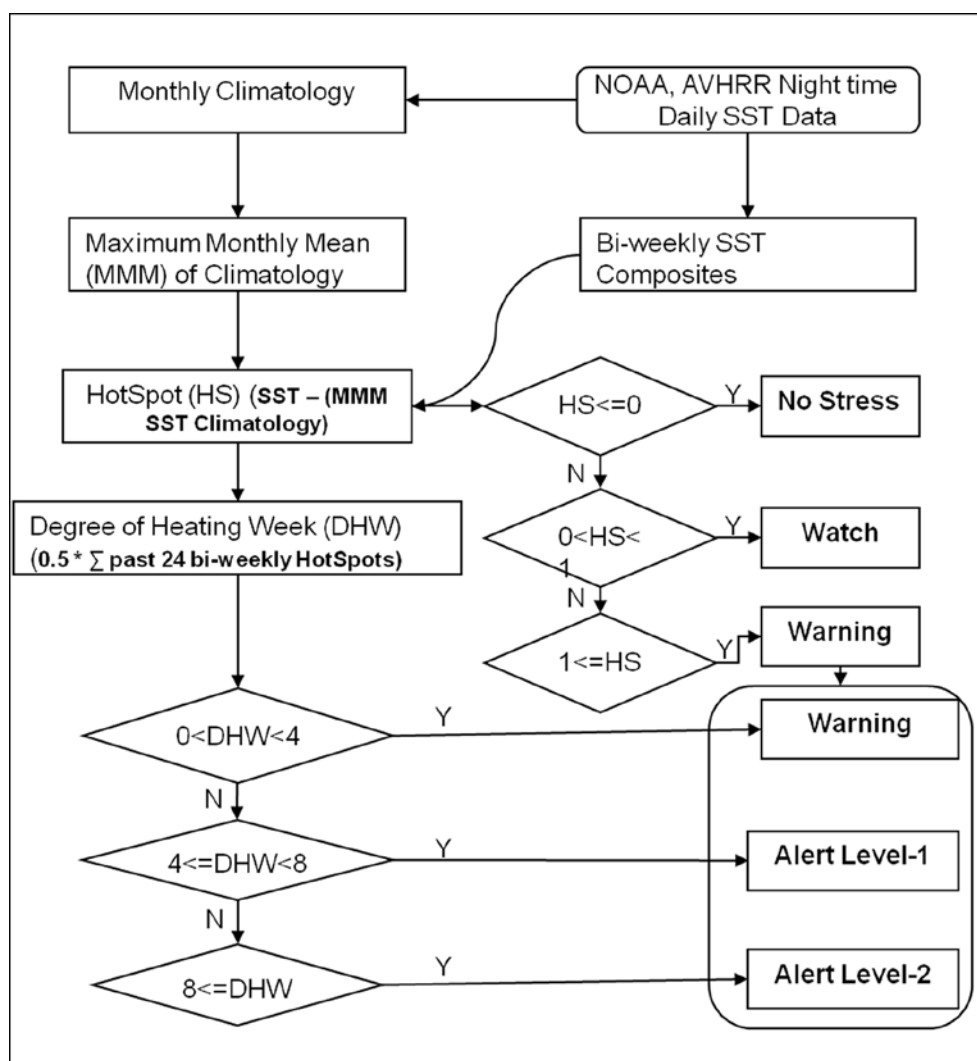 Monthly Climatology
NOAA, AVHRR Night time
Daily SST Data
Maximum Monthly Mean
(MMM) of Climatology
Bi-weekly SST
Composites
HotSpot (HS) (SST – (MMM
SST Climatology)
HS<=0
Y
No Stress
N
Degree of Heating Week (DHW)
(0.5 * ∑ past 24 bi-weekly HotSpots)
0<HS<
1
Y
Watch
N
1<=HS
Y
Warning
0<DHW<4
Y
Warning
N
4<=DHW<8
Y
Alert Level-1
N
8<=DHW
Y
Alert Level-2